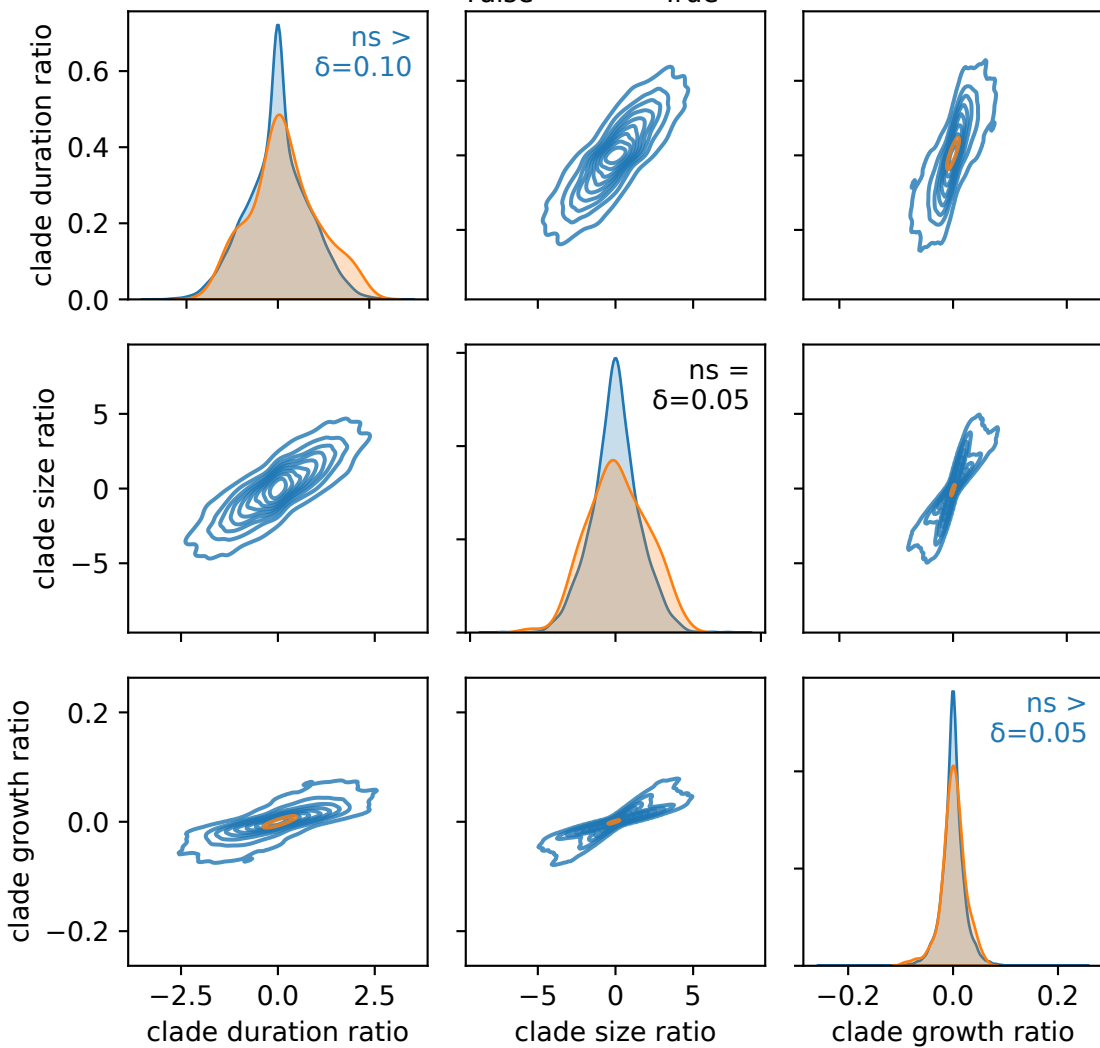 clade duration ratio
0.6
0.4
0.2
0.0
ns >
δ=0.10
clade size ratio
5
0
−5
ns =
δ=0.05
clade growth ratio
0.2
0.0
−0.2
ns >
δ=0.05
−2.5 0.0 2.5
−5 0 5
−0.2 0.0 0.2
clade duration ratio
clade size ratio
clade growth ratio